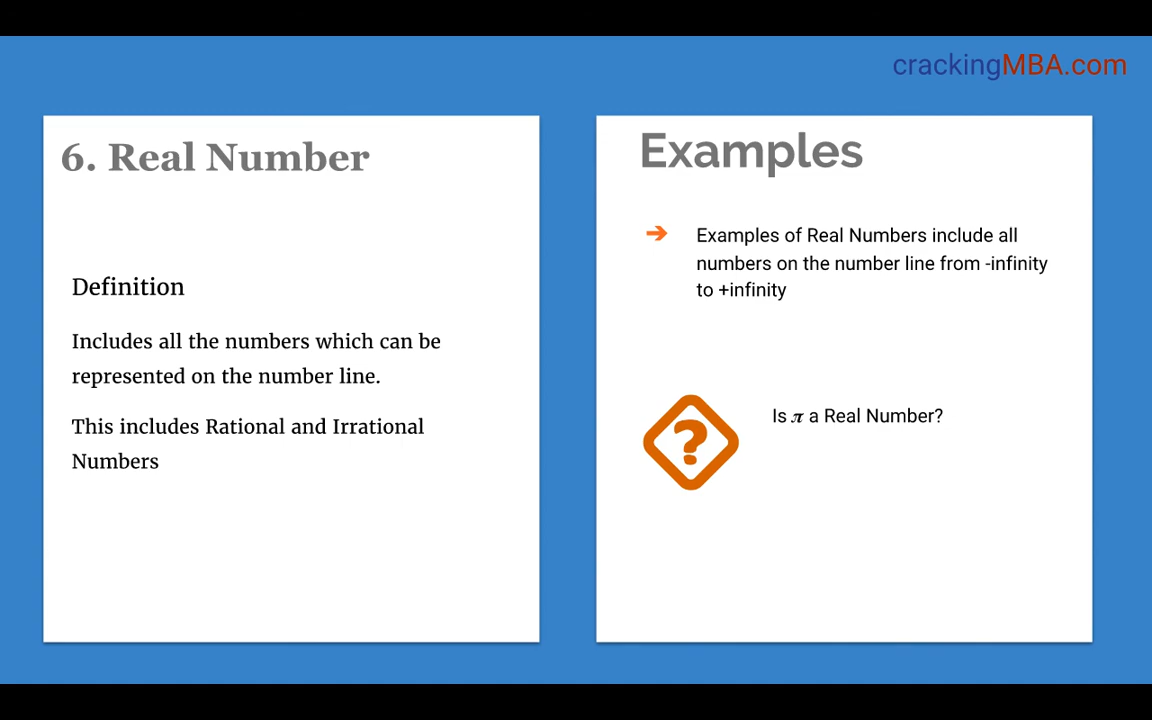 crackingMBA.com
6. Real Number
Definition
Includes all the numbers which can be
represented on the number line.
This includes Rational and Irrational
Numbers
Examples
➔ Examples of Real Numbers include all
numbers on the number line from -infinity
to +infinity
?
Is π a Real Number?